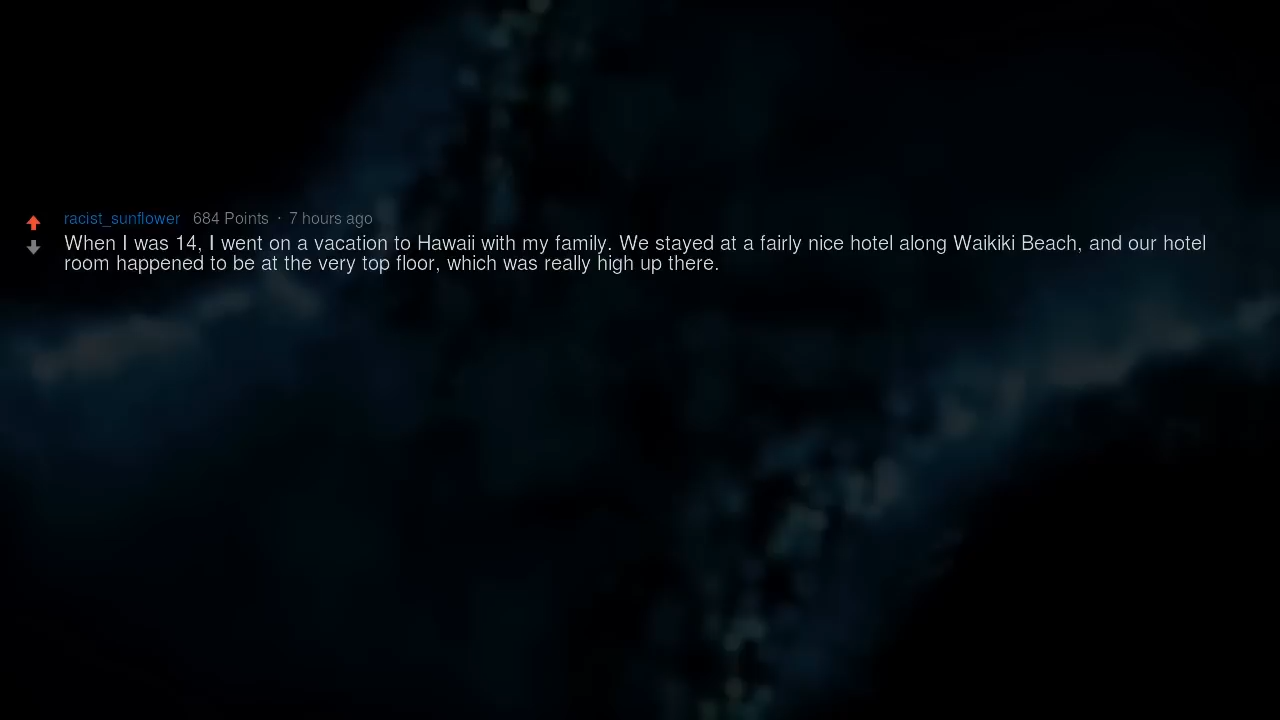 racist_sunflower 684 Points · 7 hours ago
When I was 14, I went on a vacation to Hawaii with my family. We stayed at a fairly nice hotel along Waikiki Beach, and our hotel
room happened to be at the very top floor, which was really high up there.